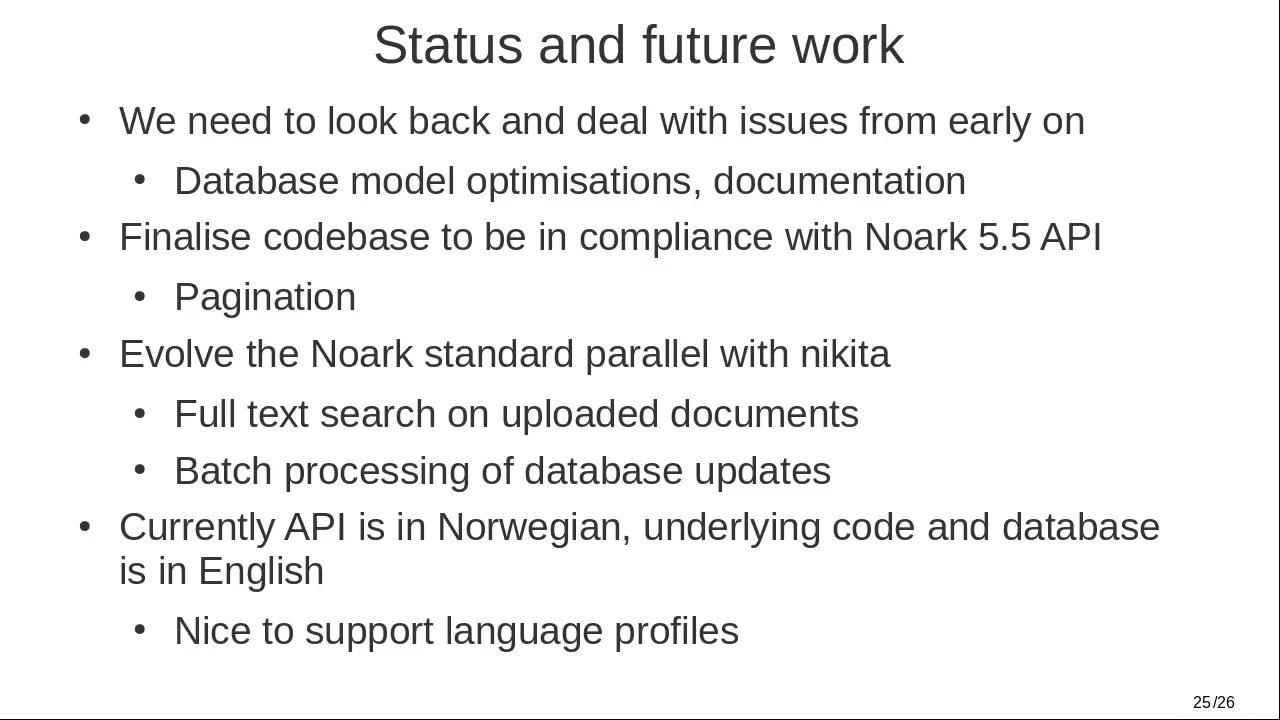 Status and future work
• We need to look back and deal with issues from early on
• Database model optimisations, documentation
• Finalise codebase to be in compliance with Noark 5.5 API
• Pagination
• Evolve the Noark standard parallel with nikita
• Full text search on uploaded documents
• Batch processing of database updates
• Currently API is in Norwegian, underlying code and database
is in English
• Nice to support language profiles
25/26